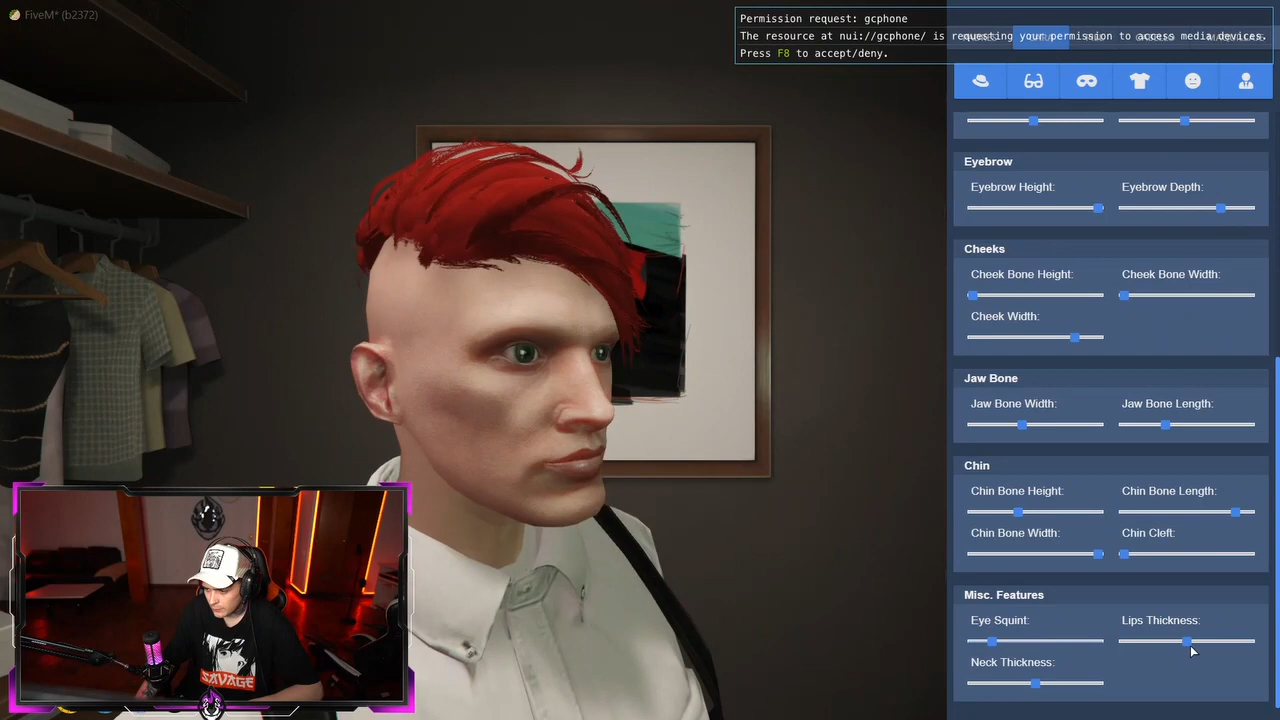 FiveM* (b2372)
Permission request: gcphone
The resource at nui://gcphone/ is requesting your permission to access media devices.
Press F8 to accept/deny.
Eyebrow
Eyebrow Height:
Eyebrow Depth:
Cheeks
Cheek Bone Height:
Cheek Bone Width:
Cheek Width:
Jaw Bone
Jaw Bone Width:
Jaw Bone Length:
Chin
Chin Bone Height:
Chin Bone Length:
Chin Bone Width:
Chin Cleft:
Misc. Features
Eye Squint:
Lips Thickness:
Neck Thickness:
SAVAGE